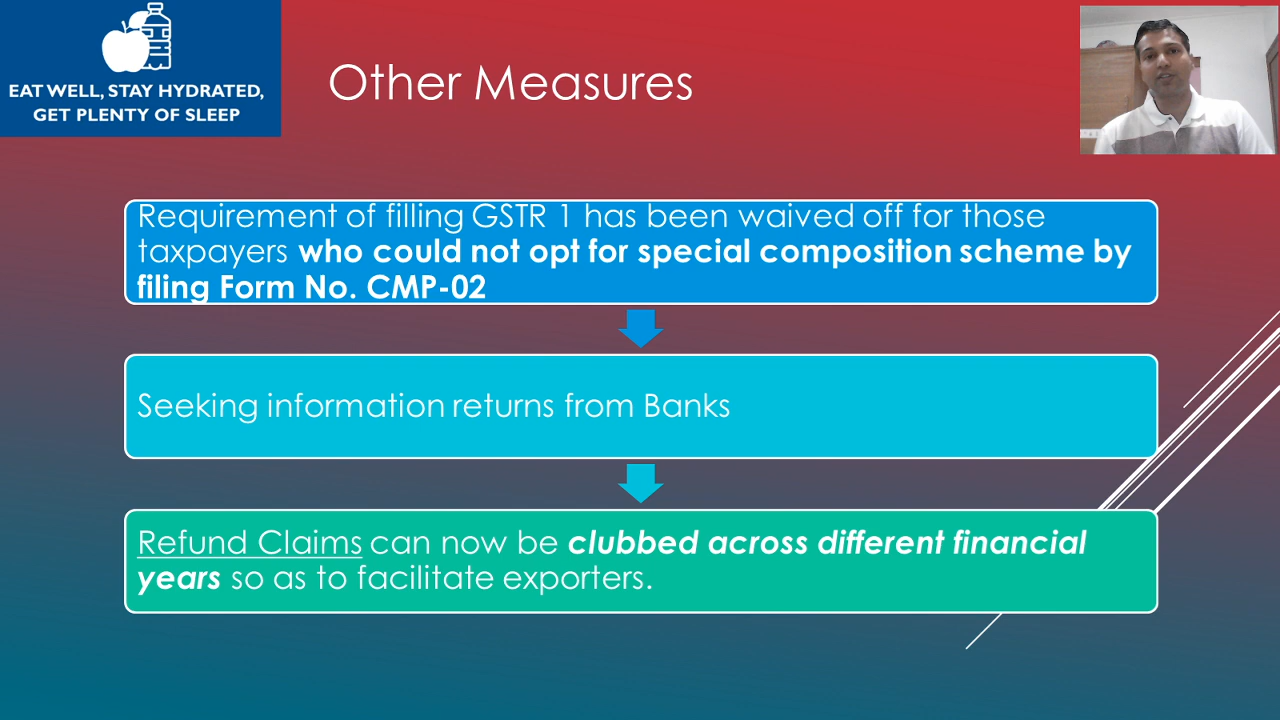 EAT WELL, STAY HYDRATED,
GET PLENTY OF SLEEP
Other Measures
Requirement of filling GSTR 1 has been waived off for those
taxpayers who could not opt for special composition scheme by
filing Form No. CMP-02
Seeking information returns from Banks
Refund Claims can now be clubbed across different financial
years so as to facilitate exporters.